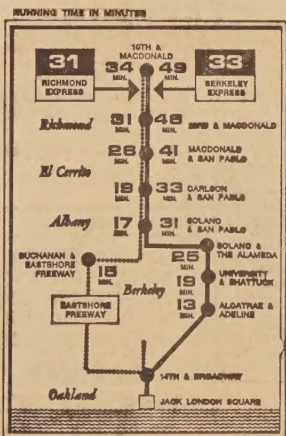 RUNNING TIME IN MINUTES
10TH &
MACDONALD
31
34
MIN.
49
MIN.
33
RICHMOND
EXPRESS
BERKELEY
EXPRESS
Richmond
31
MIN.
46
MIN.
& MACDONALD
26
MIN.
41
MIN.
MACDONALD
& SAN PABLO
El Cerrito
19
MIN.
33
MIN.
CARLSON
& SAN PABLO
Albany
17
MIN.
31
MIN.
SOLANO
& SAN PABLO
BUCHANAN &
EASTSHORE
FREEWAY
SOLANO &
THE ALAMEDA
25
MIN.
MIN.
Berkeley
19
MIN.
UNIVERSITY
& SHATTUCK
EASTSHORE
FREEWAY
13
MIN.
ALCATRAZ &
ADELINE
14TH & BROADWAY
Oakland
JACK LONDON SQUARE